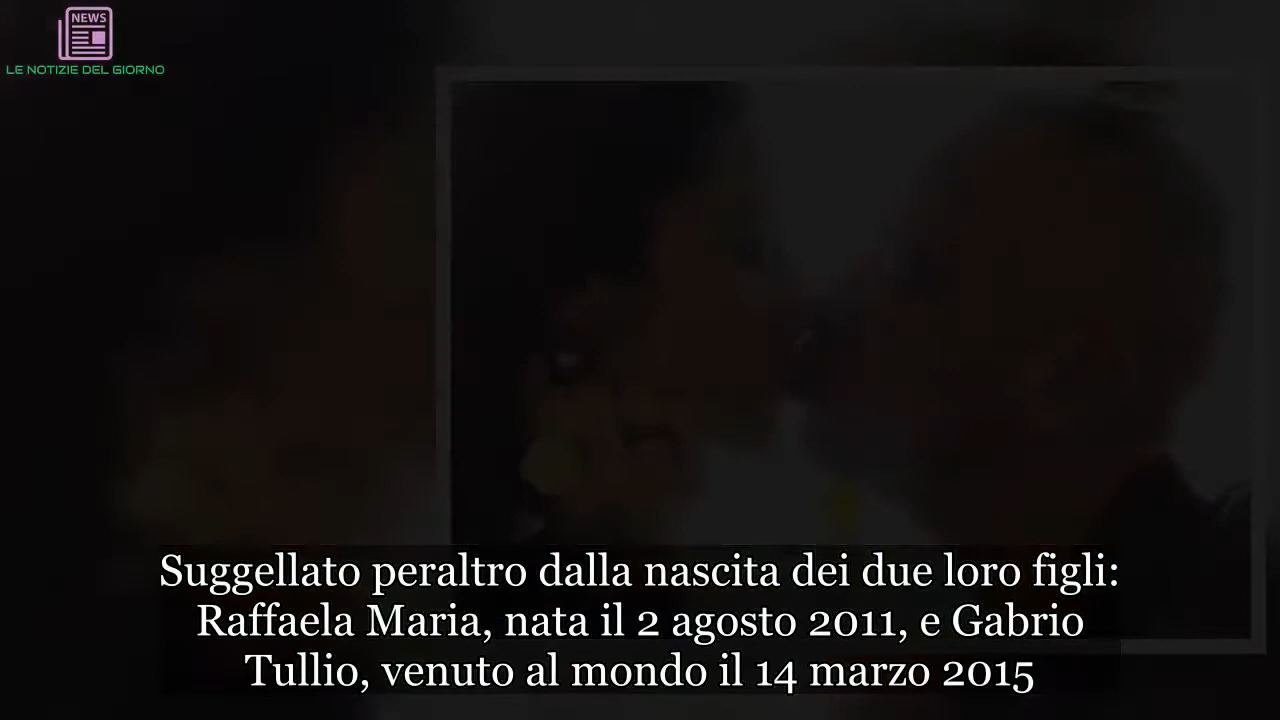 NEWS
LE NOTIZIE DEL GIORNO
Suggellato peraltro dalla nascita dei due loro figli:
Raffaela Maria, nata il 2 agosto 2011, e Gabrio
Tullio, venuto al mondo il 14 marzo 2015